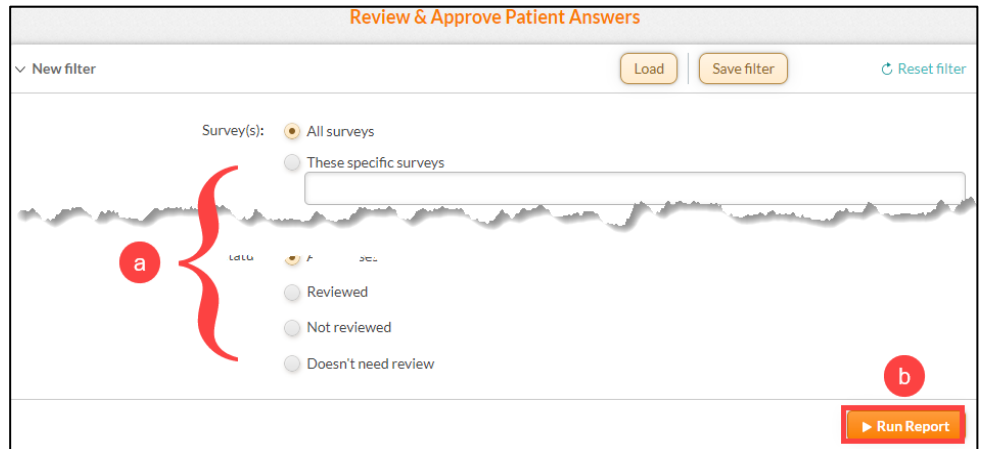 Review & Approve Patient Answers
New filter
Load
Save filter
Reset filter
Survey(s):
All surveys
These specific surveys
a
Reviewed
Not reviewed
Doesn't need review
b
Run Report